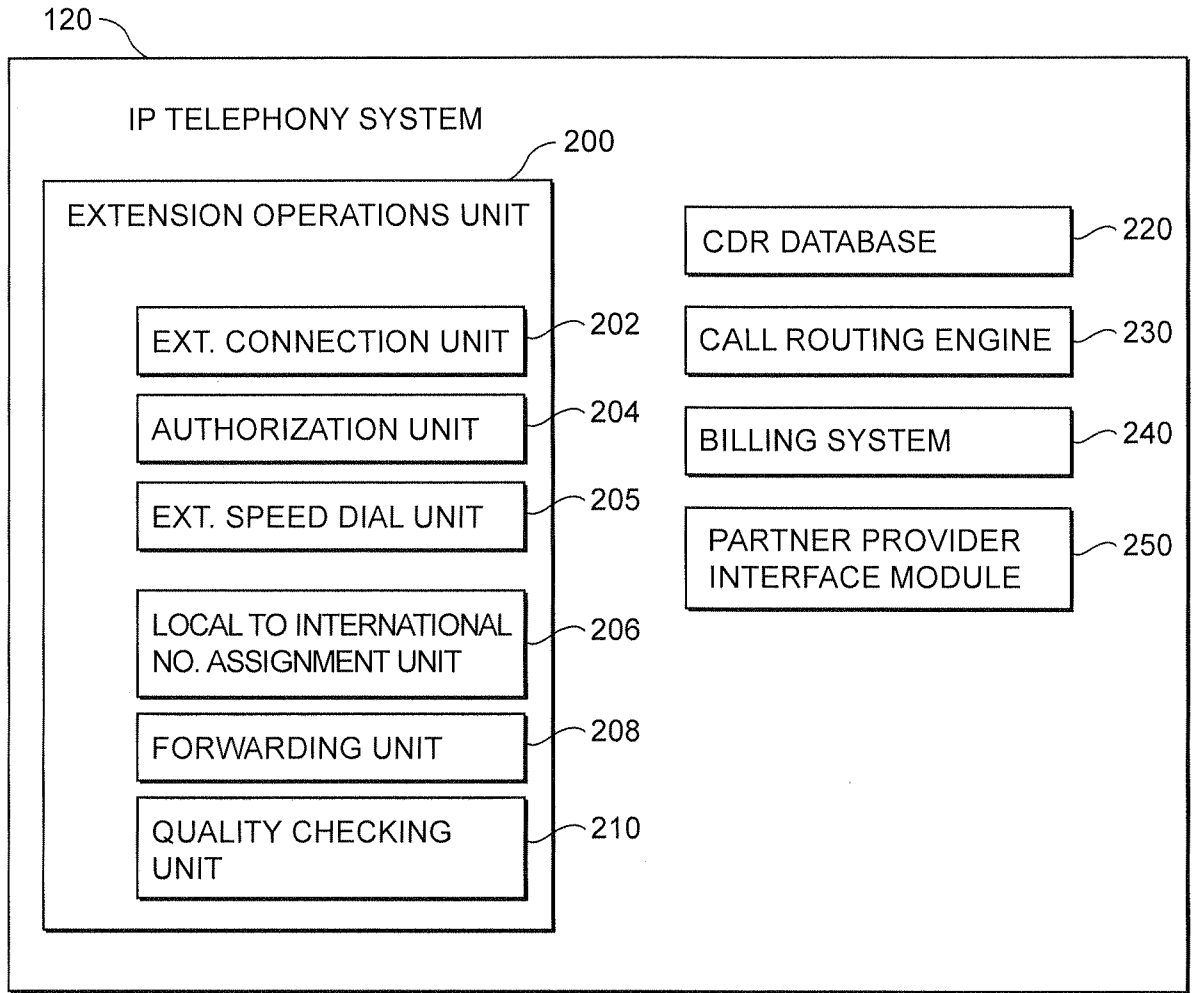 120
IP TELEPHONY SYSTEM
200
EXTENSION OPERATIONS UNIT
EXT. CONNECTION UNIT
202
AUTHORIZATION UNIT
204
EXT. SPEED DIAL UNIT
205
LOCAL TO INTERNATIONAL
NO. ASSIGNMENT UNIT
206
FORWARDING UNIT
208
QUALITY CHECKING
UNIT
210
CDR DATABASE
220
CALL ROUTING ENGINE
230
BILLING SYSTEM
240
PARTNER PROVIDER
INTERFACE MODULE
250